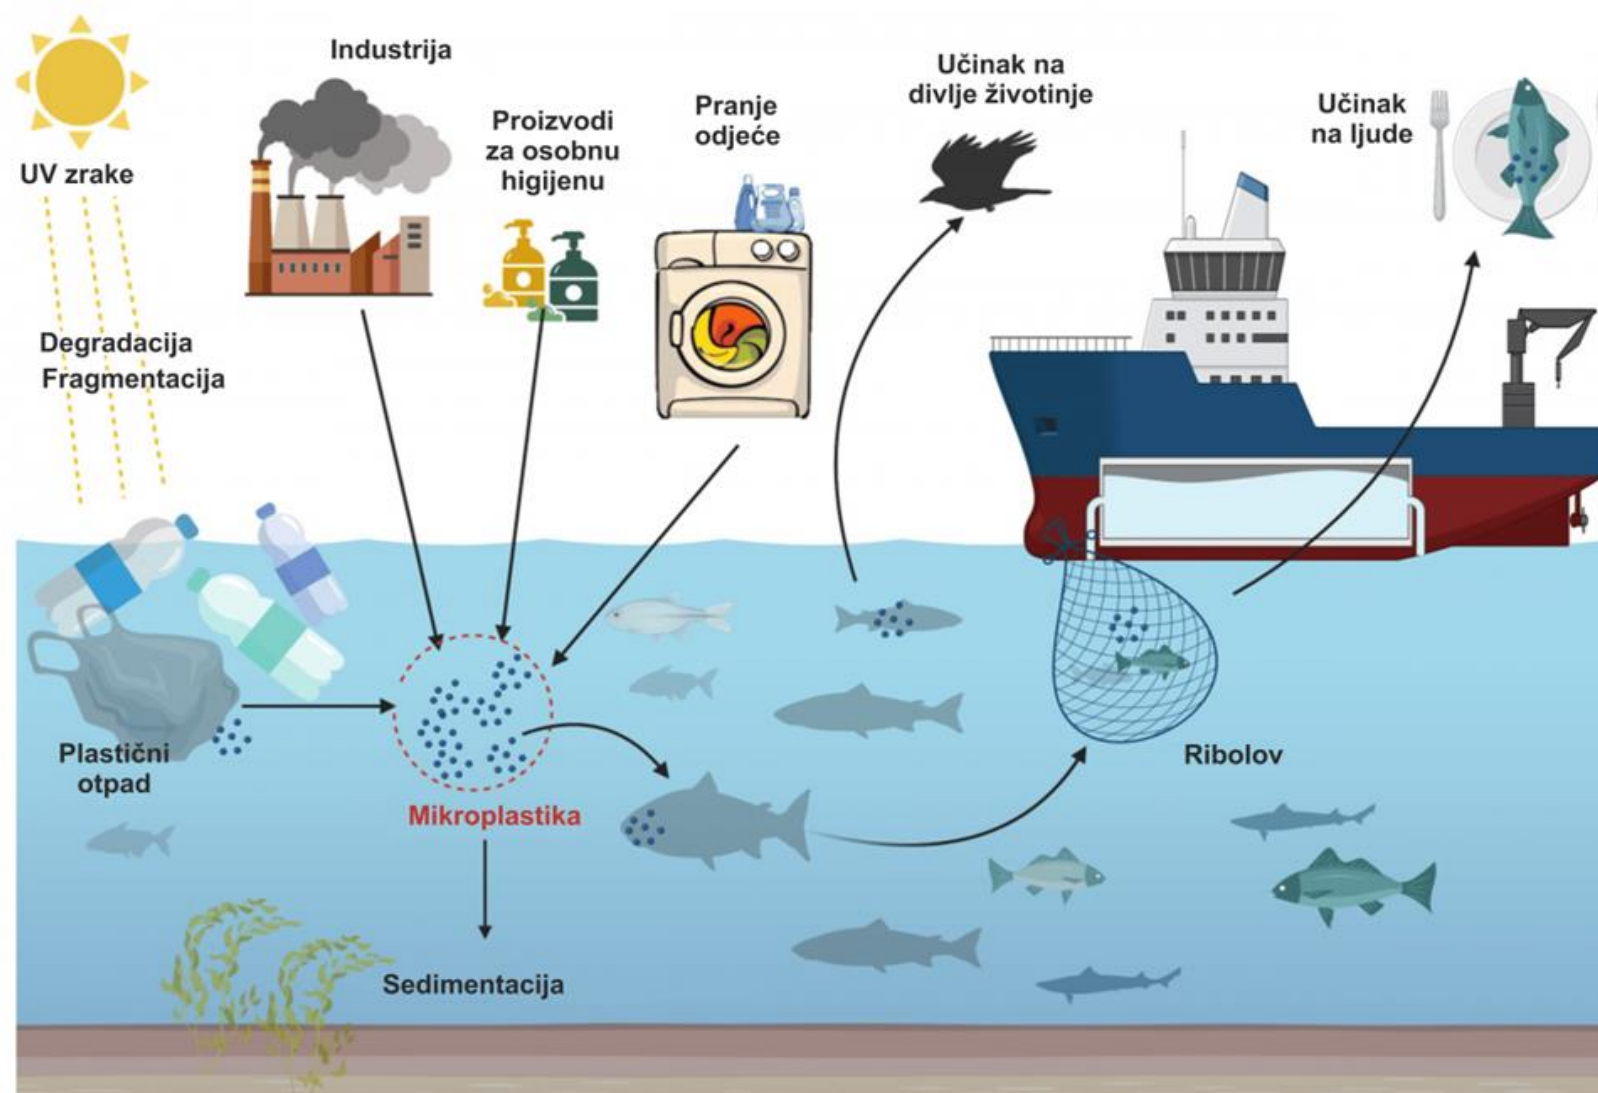 Industrija
Proizvodi
za osobnu
higijenu
Pranje
odjeće
Učinak na
divlje životinje
Učinak
na ljude
UV zrake
Degradacija
Fragmentacija
Plastični
otpad
Mikroplastika
Ribolov
Sedimentacija